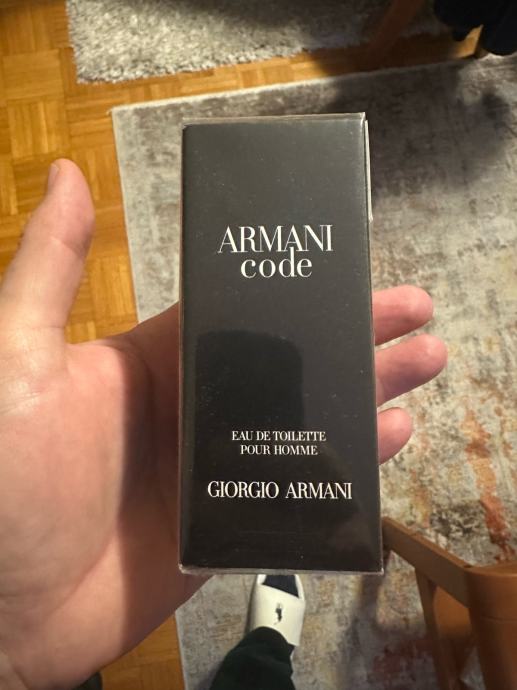 ARMANI
code
EAU DE TOILETTE
POUR HOMME
GIORGIO ARMANI